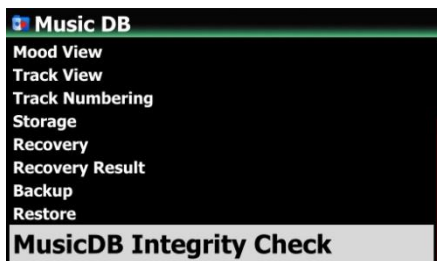 Music DB
Mood View
Track View
Track Numbering
Storage
Recovery
Recovery Result
Backup
Restore
MusicDB Integrity Check